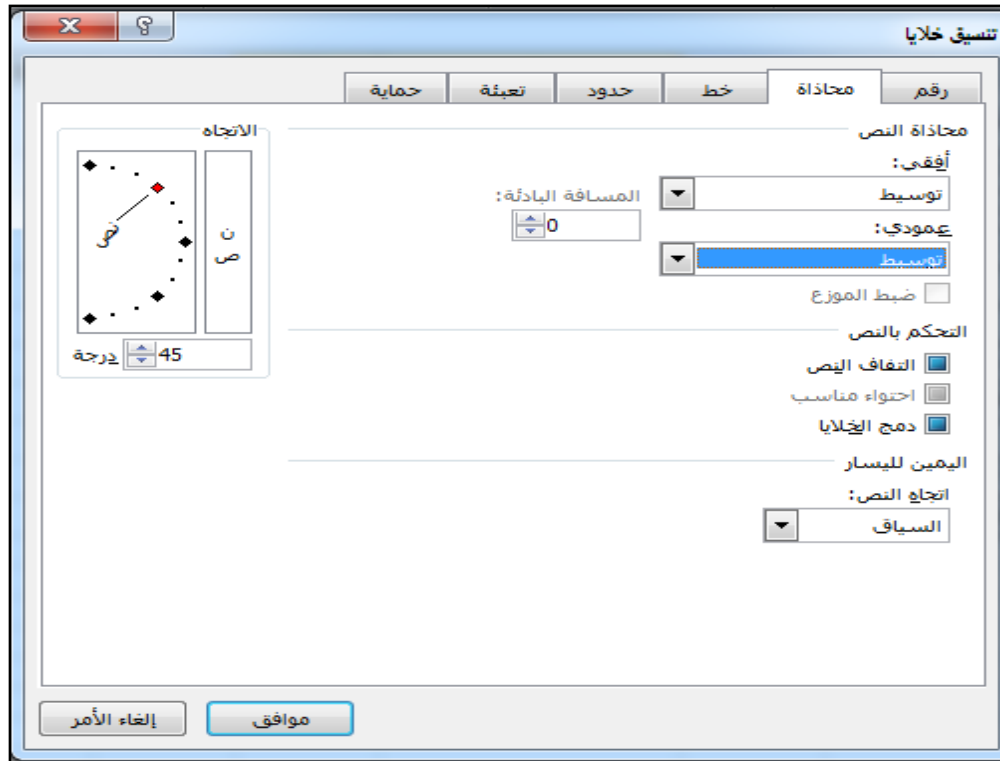 تنسيق خلايا
رقم
محاذاة
خط
حدود
تعبئة
حماية
محاذاة النص
أفقي:
توسيط
المسافة البادئة:
0
عمودي:
توسيط
ضبط الموزع
التحكم بالنص
التفاف النص
احتواء مناسب
دمج الخلايا
اليمين لليسار
اتجاه النص:
السياق
الاتجاه
ن
ص
نص
45 درجة
موافق
إلغاء الأمر